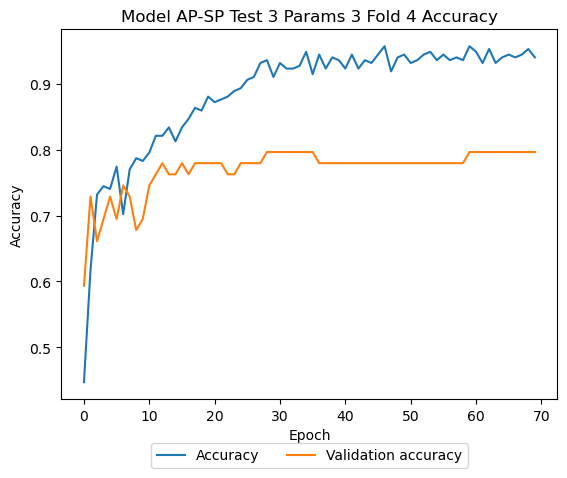 Model AP-SP Test 3 Params 3 Fold 4 Accuracy
Accuracy
0.9
0.8
0.7
0.6
0.5
0 10 20 30 40 50 60 70
Epoch
Accuracy Validation accuracy